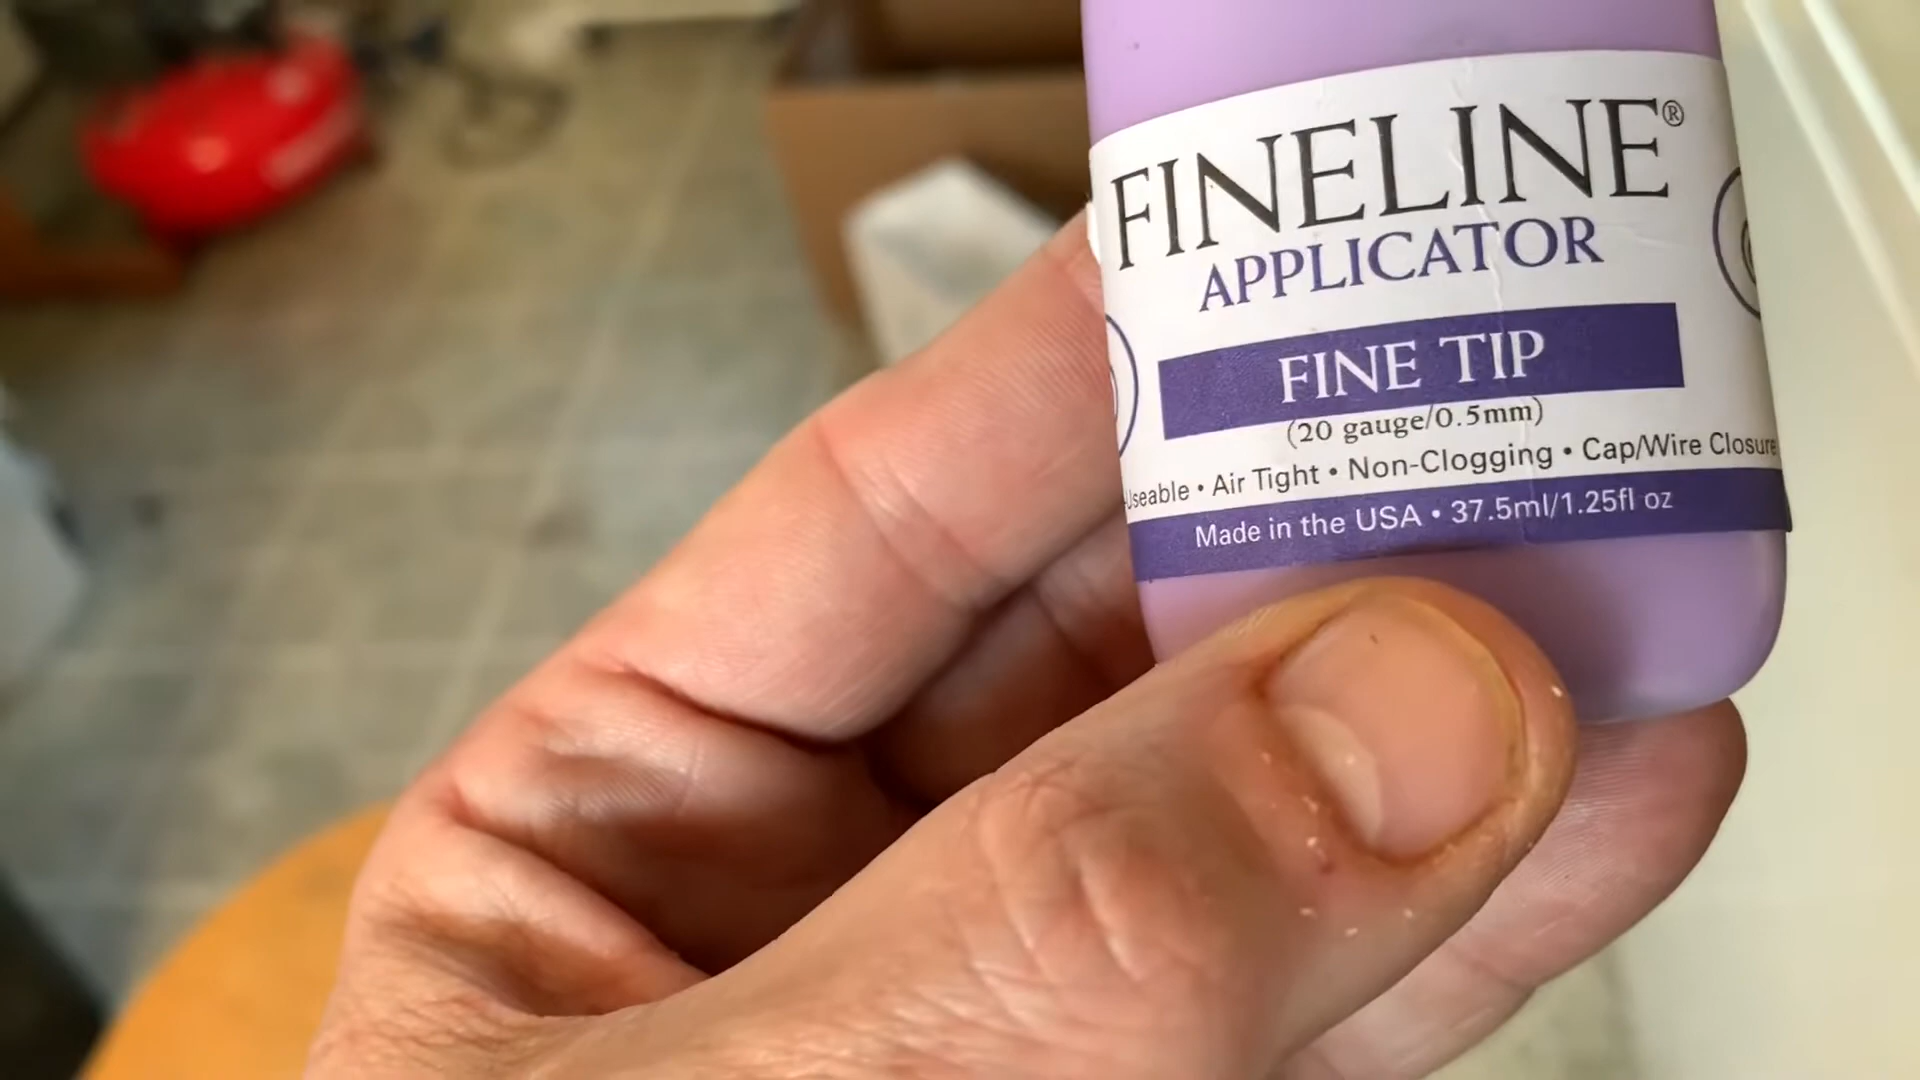 FINELINE®
APPLICATOR
FINE TIP
(20 gauge/0.5mm)
Useable • Air Tight • Non-Clogging • Cap/Wire Closure
Made in the USA • 37.5ml/1.25fl oz